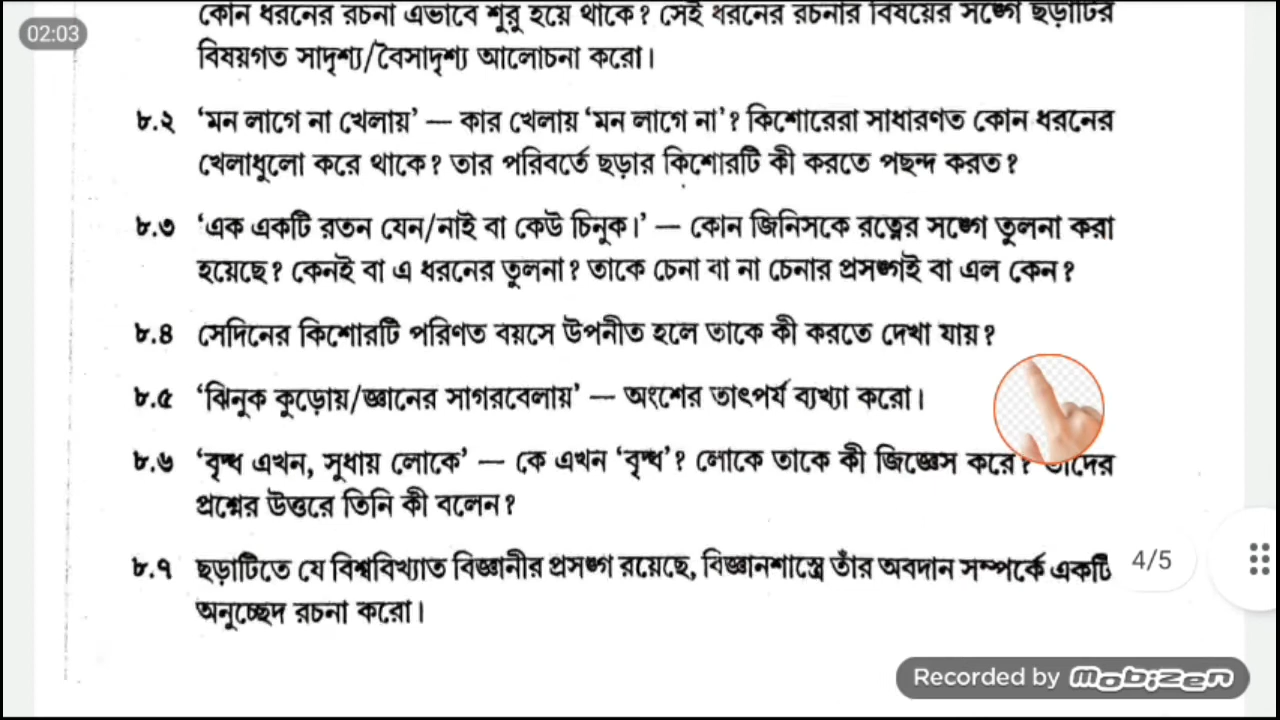 02:03
কোন ধরনের রচনা এভাবে শুরু হয়ে থাকে? সেই ধরনের রচনার বিষয়ের সঙ্গে ছড়াটির
বিষয়গত সাদৃশ্য/বৈসাদৃশ্য আলোচনা করো।
৮.২ ‘মন লাগে না খেলায়’ — কার খেলায় ‘মন লাগে না’? কিশোরেরা সাধারণত কোন ধরনের
খেলাধুলো করে থাকে? তার পরিবর্তে ছড়ার কিশোরটি কী করতে পছন্দ করত?
৮.৩ ‘এক একটি রতন যেন/নাই বা কেউ চিনুক।’ — কোন জিনিসকে রত্নের সঙ্গে তুলনা করা
হয়েছে? কেনই বা এ ধরনের তুলনা? তাকে চেনা বা না চেনার প্রসঙ্গই বা এল কেন?
৮.৪ সেদিনের কিশোরটি পরিণত বয়সে উপনীত হলে তাকে কী করতে দেখা যায়?
৮.৫ ‘ঝিনুক কুড়োয়/জ্ঞানের সাগরবেলায়’ — অংশের তাৎপর্য ব্যখ্যা করো।
৮.৬ ‘বৃদ্ধ এখন, সুধায় লোকে’ — কে এখন ‘বৃদ্ধ’? লোকে তাকে কী জিজ্ঞেস করে? তাদের
প্রশ্নের উত্তরে তিনি কী বলেন?
৮.৭ ছড়াটিতে যে বিশ্ববিখ্যাত বিজ্ঞানীর প্রসঙ্গ রয়েছে, বিজ্ঞানশাস্ত্রে তাঁর অবদান সম্পর্কে একটি
অনুচ্ছেদ রচনা করো।
4/5
Recorded by mobizen